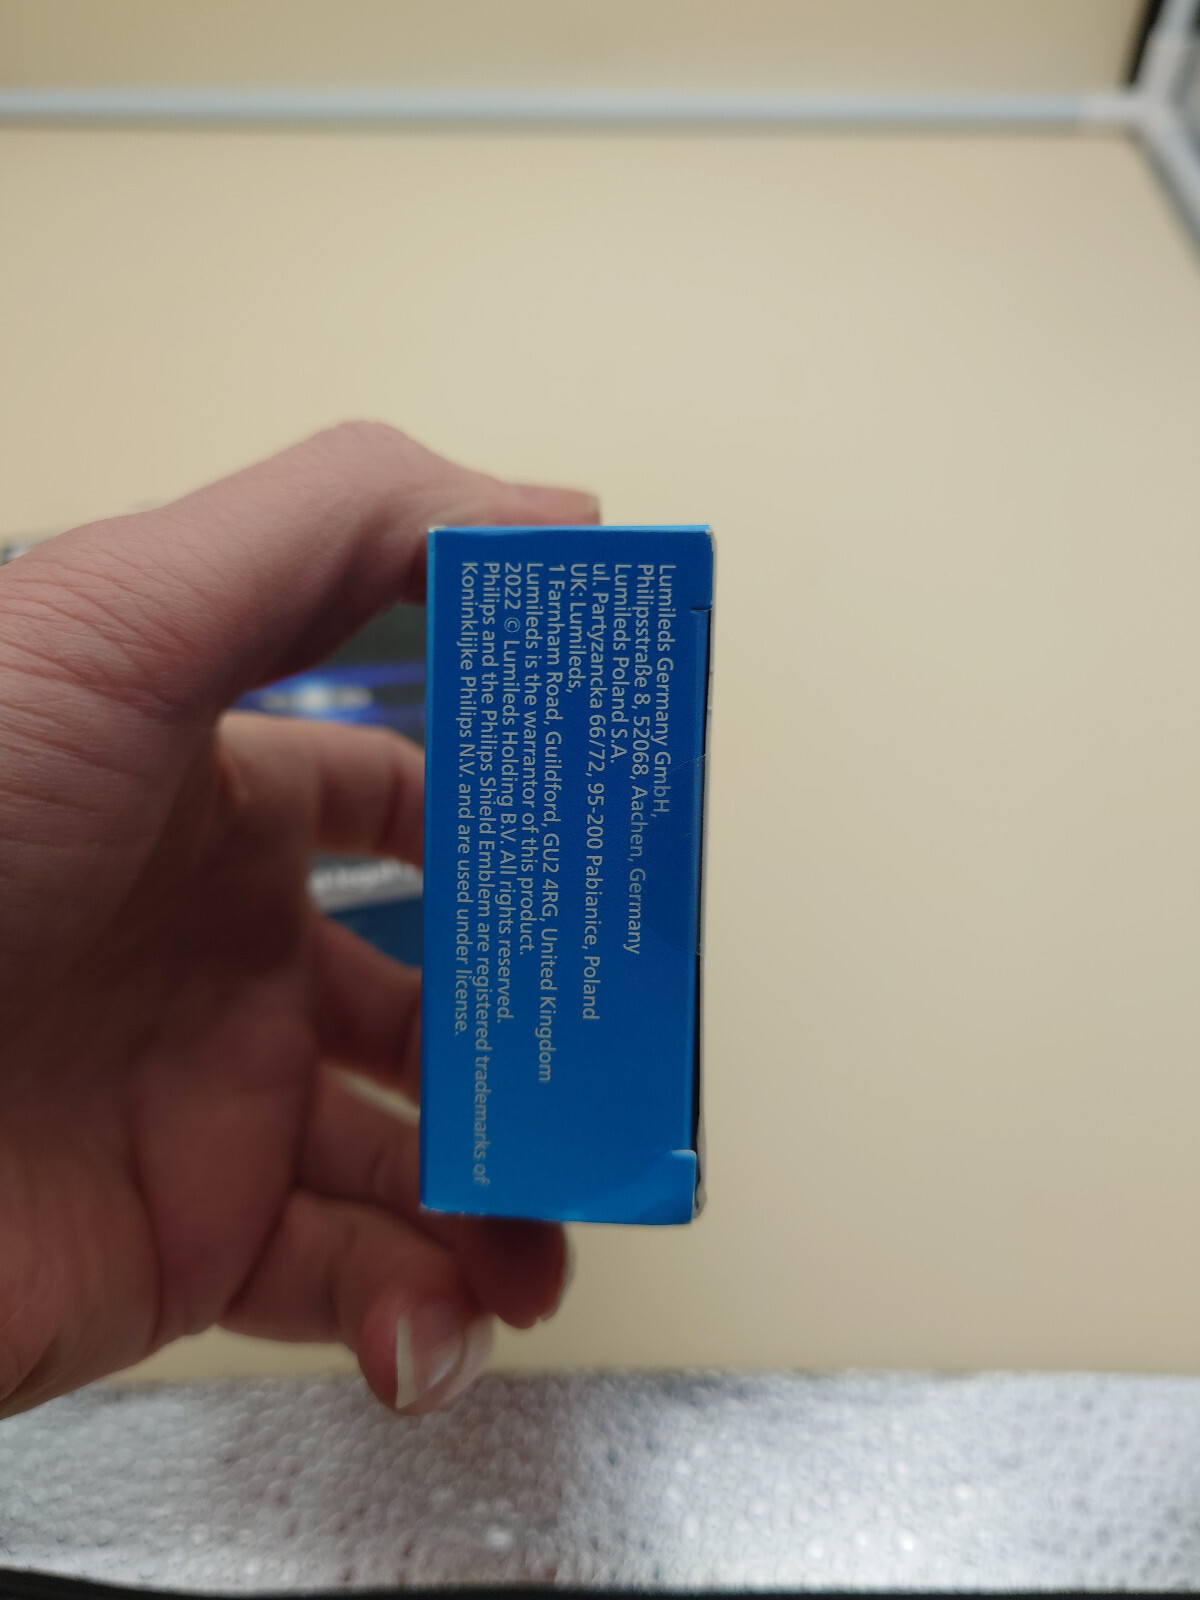 Lumileds Germany GmbH,
Philipsstraße 8, 52068, Aachen, Germany
Lumileds Poland S.A.
ul. Partyzancka 66/72, 95-200 Pabianice, Poland
UK: Lumileds,
1 Farnham Road, Guildford, GU2 4RG, United Kingdom
Lumileds is the warrantor of this product.
2022 © Lumileds Holding B.V. All rights reserved.
Philips and the Philips Shield Emblem are registered trademarks of
Koninklijke Philips N.V. and are used under license.